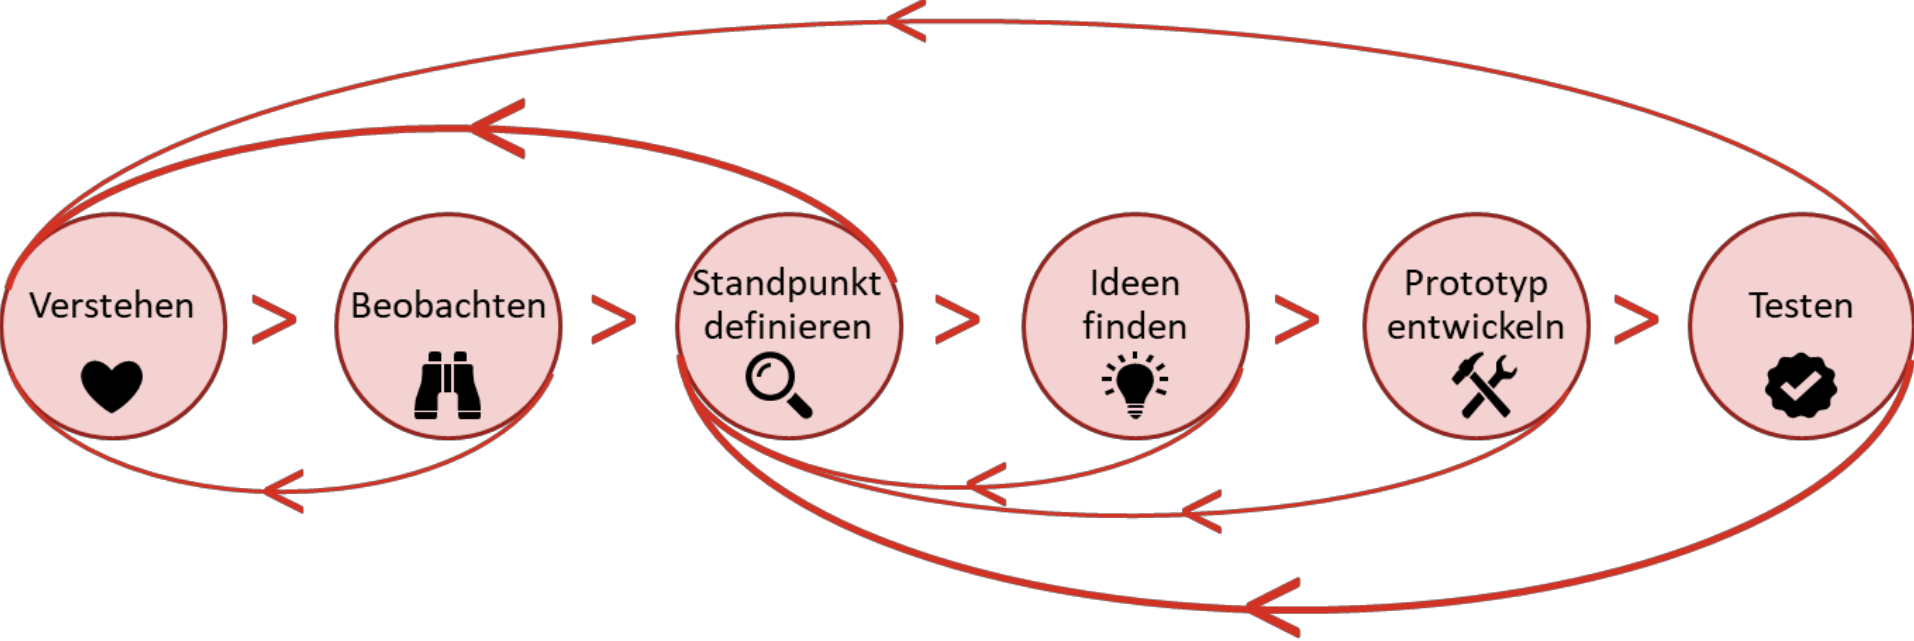 Verstehen
>
Beobachten
>
Standpunkt
definieren
>
Ideen
finden
>
Prototyp
entwickeln
>
Testen